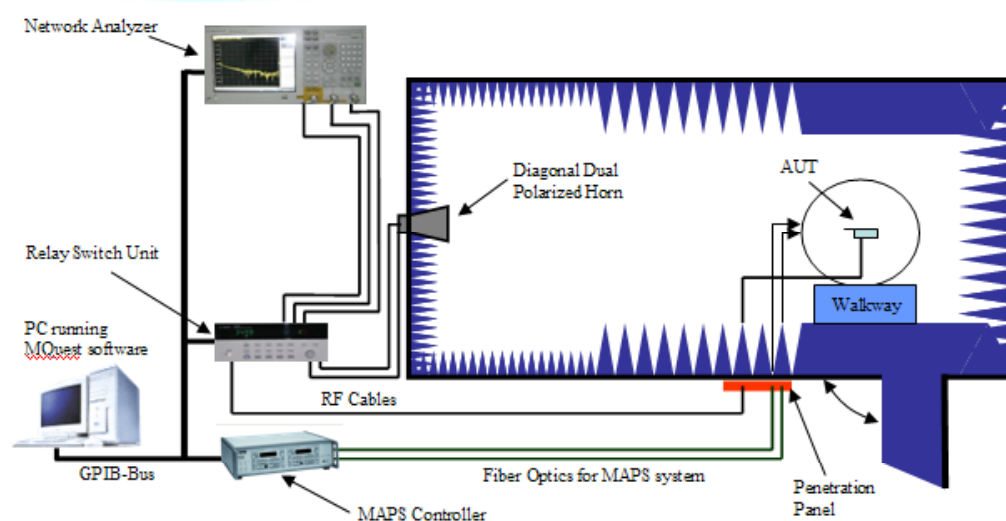 Network Analyzer
Diagonal Dual
Polarized Horn
AUT
Relay Switch Unit
Walkway
PC running
MQuest software
RF Cables
GPIB-Bus
Fiber Optics for MAPS system
Penetration
Panel
MAPS Controller